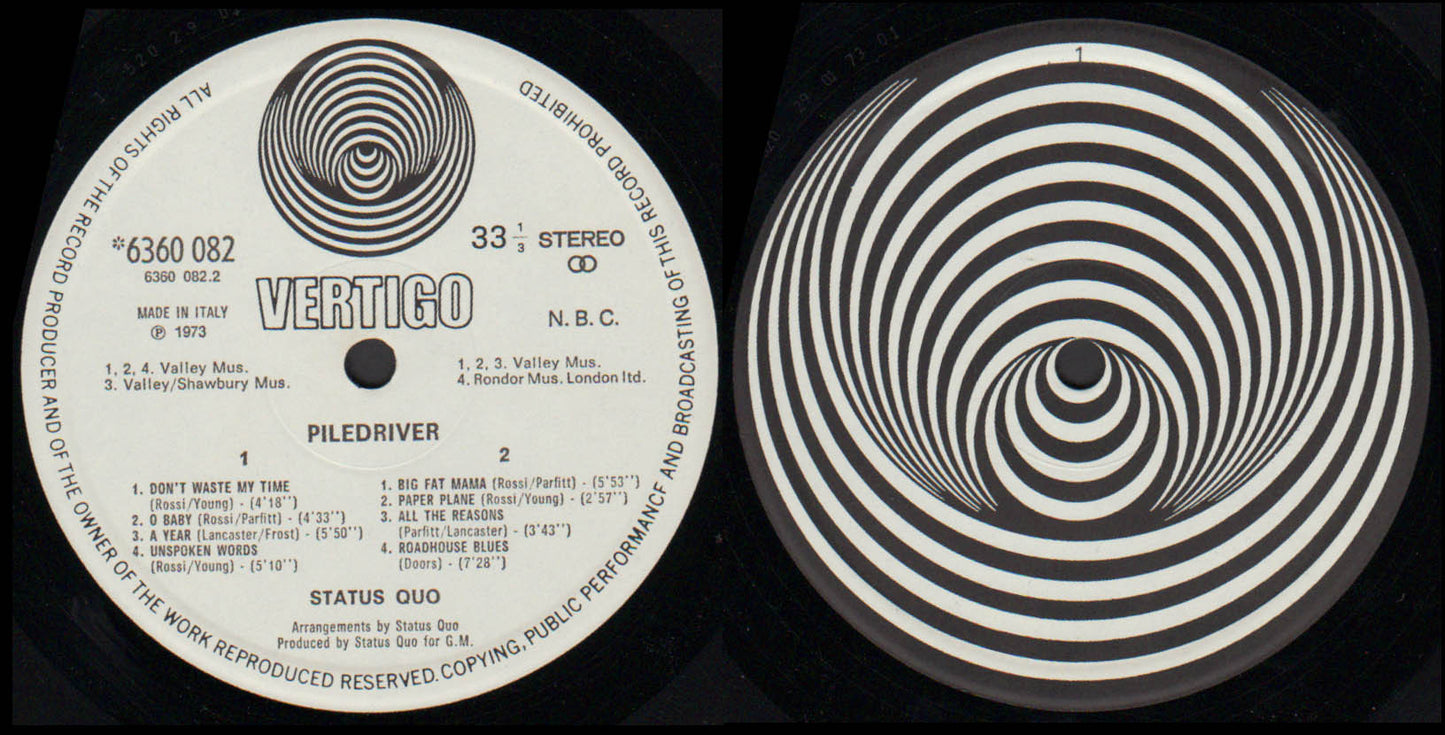 ALL RIGHTS OF THE RECORD PRODUCER AND OF THE OWNER OF THE WORK REPRODUCED RESERVED. COPYING, PUBLIC PERFORMANCE AND BROADCASTING OF THIS RECORD PROHIBITED
*6360 082
6360 082.2
33 1/3 STEREO
VERTIGO
MADE IN ITALY
℗ 1973
N. B. C.
1, 2, 4. Valley Mus.
3. Valley/Shawbury Mus.
1, 2, 3. Valley Mus.
4. Rondor Mus. London ltd.
PILEDRIVER
1
1. DON'T WASTE MY TIME
(Rossi/Young) - (4'18'')
2. O BABY (Rossi/Parfitt) - (4'33'')
3. A YEAR (Lancaster/Frost) - (5'50'')
4. UNSPOKEN WORDS
(Rossi/Young) - (5'10'')
2
1. BIG FAT MAMA (Rossi/Parfitt) - (5'53'')
2. PAPER PLANE (Rossi/Young) - (2'57'')
3. ALL THE REASONS
(Parfitt/Lancaster) - (3'43'')
4. ROADHOUSE BLUES
(Doors) - (7'28'')
STATUS QUO
Arrangements by Status Quo
Produced by Status Quo for G.M.
1